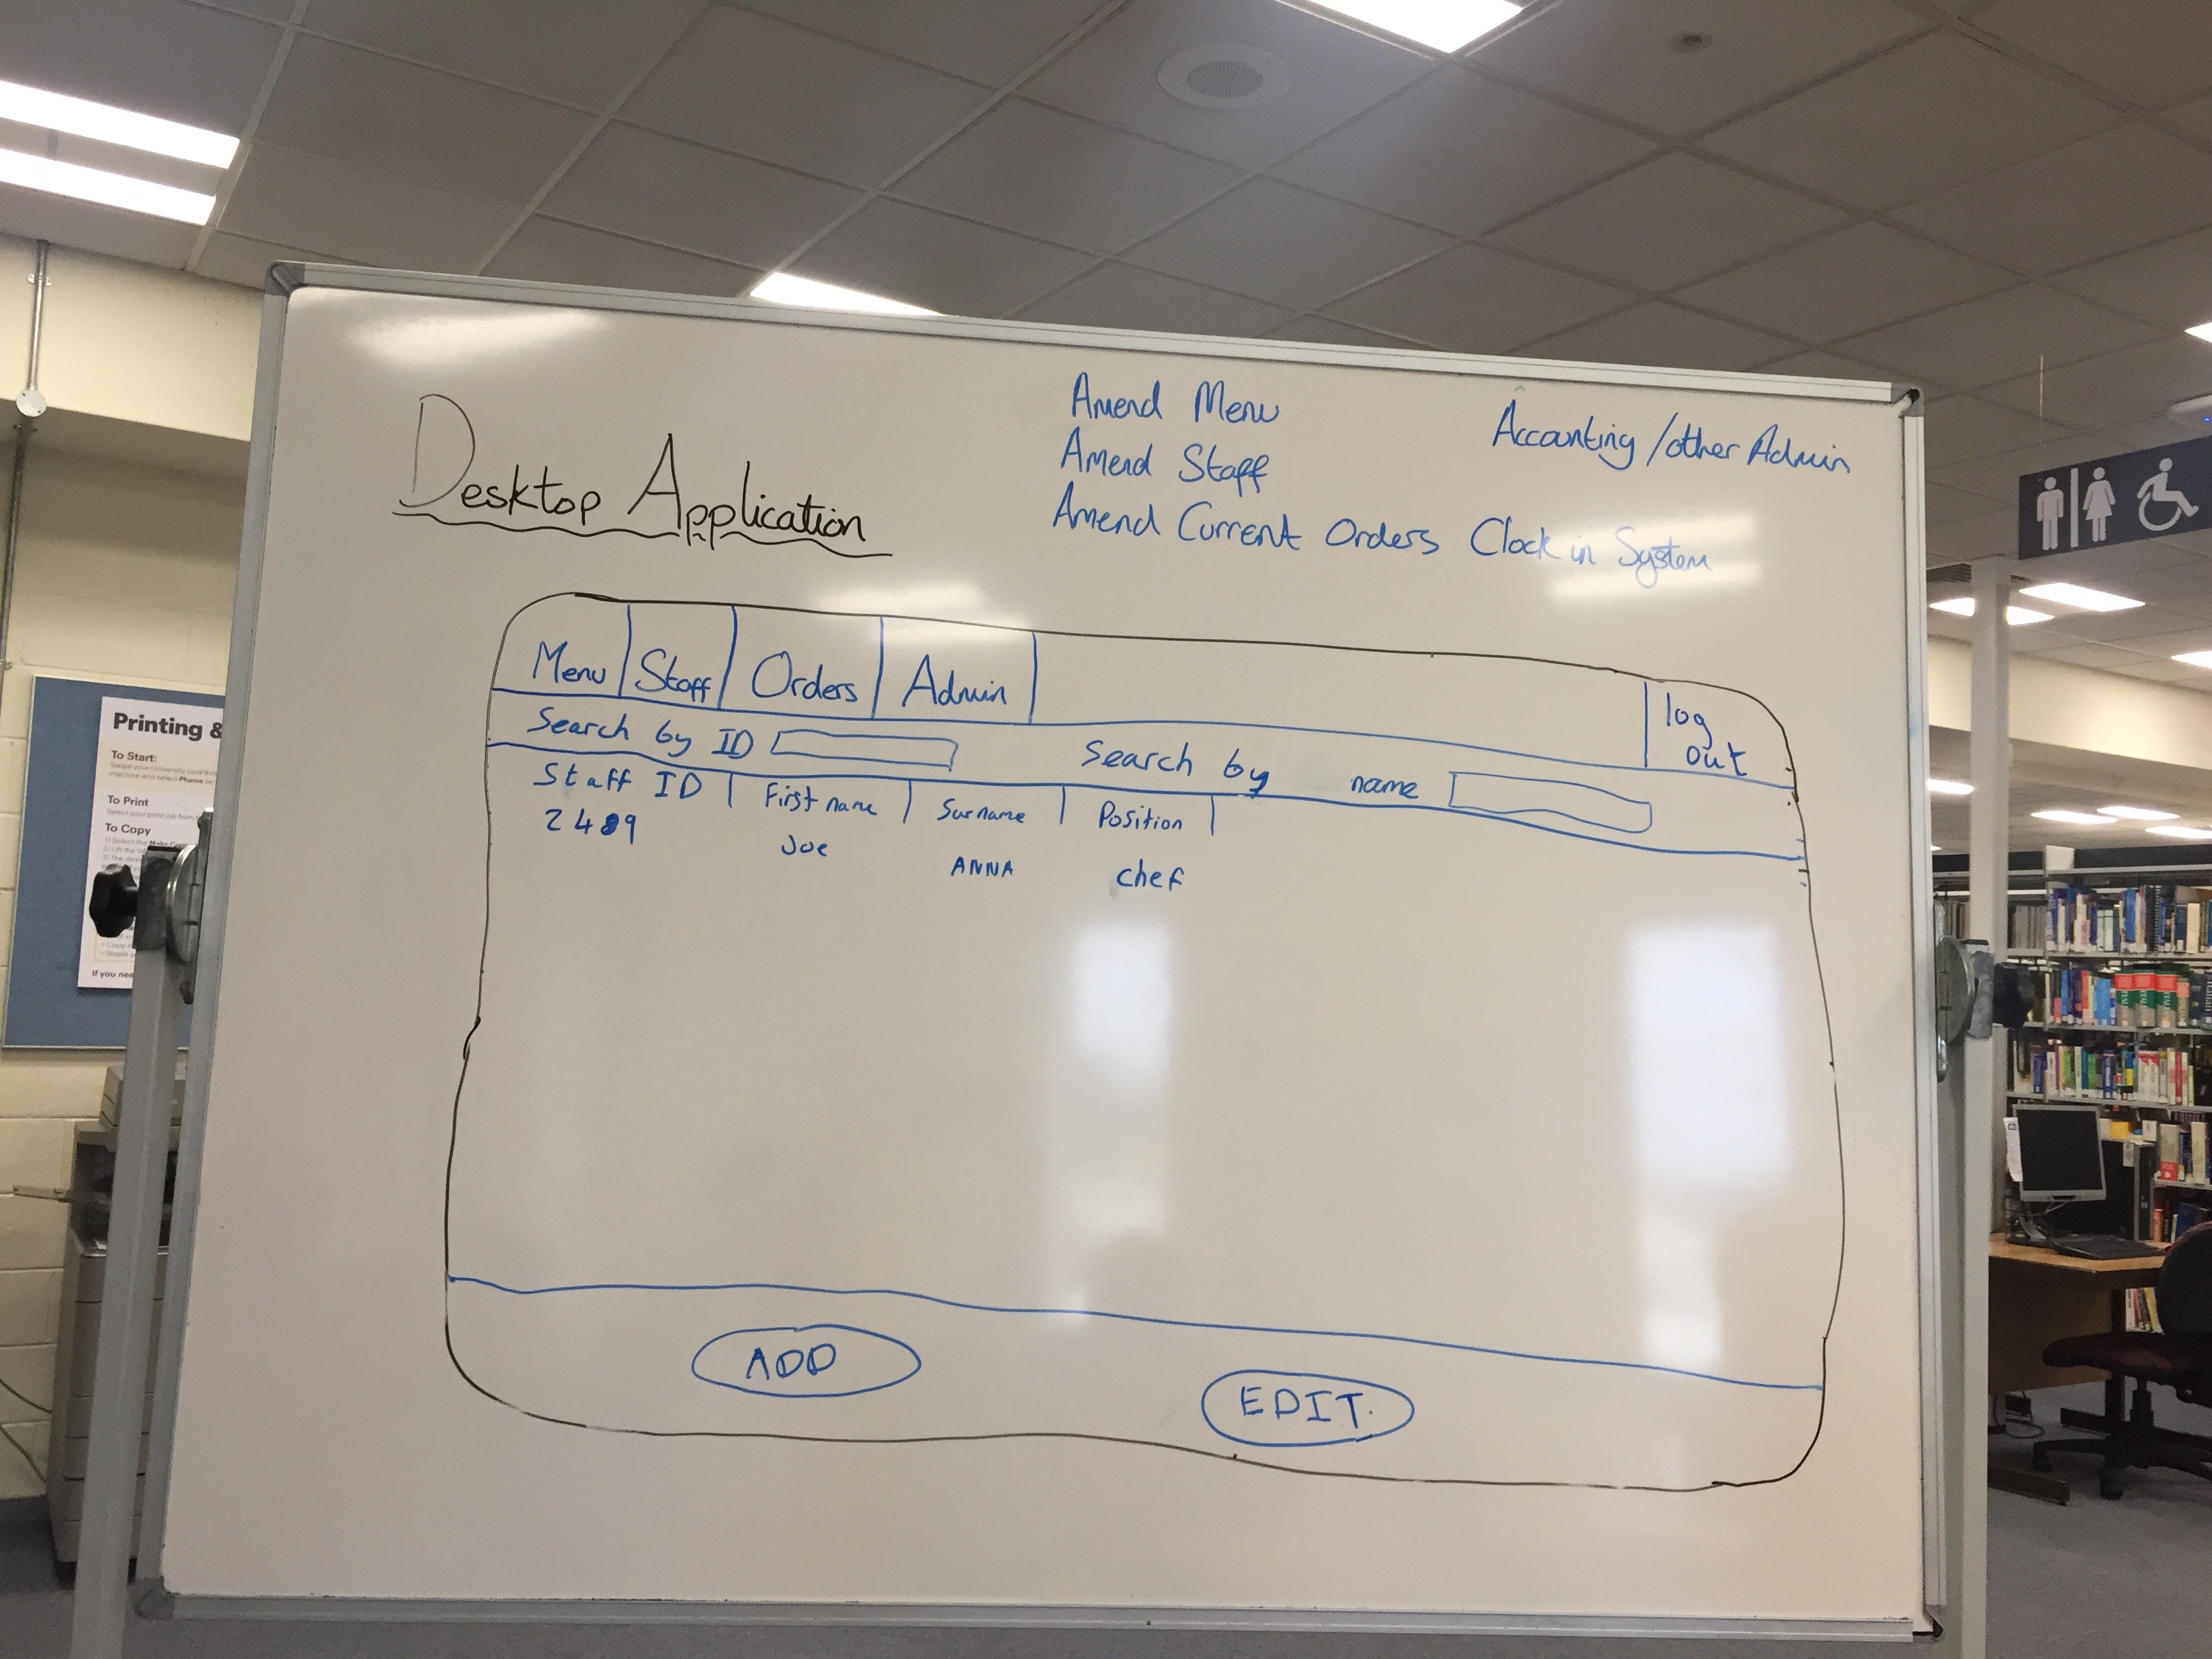 Desktop Application
Amend Menu
Amend Staff
Amend Current Orders
Accounting /other Admin
Clock in System
Menu Staff Orders Admin
log out
Search by ID
Search by name
Staff ID First name Surname Position
2489 Joe ANNA chef
ADD
EDIT.
Printing &
To Start:
To Print
To Copy
If you nee